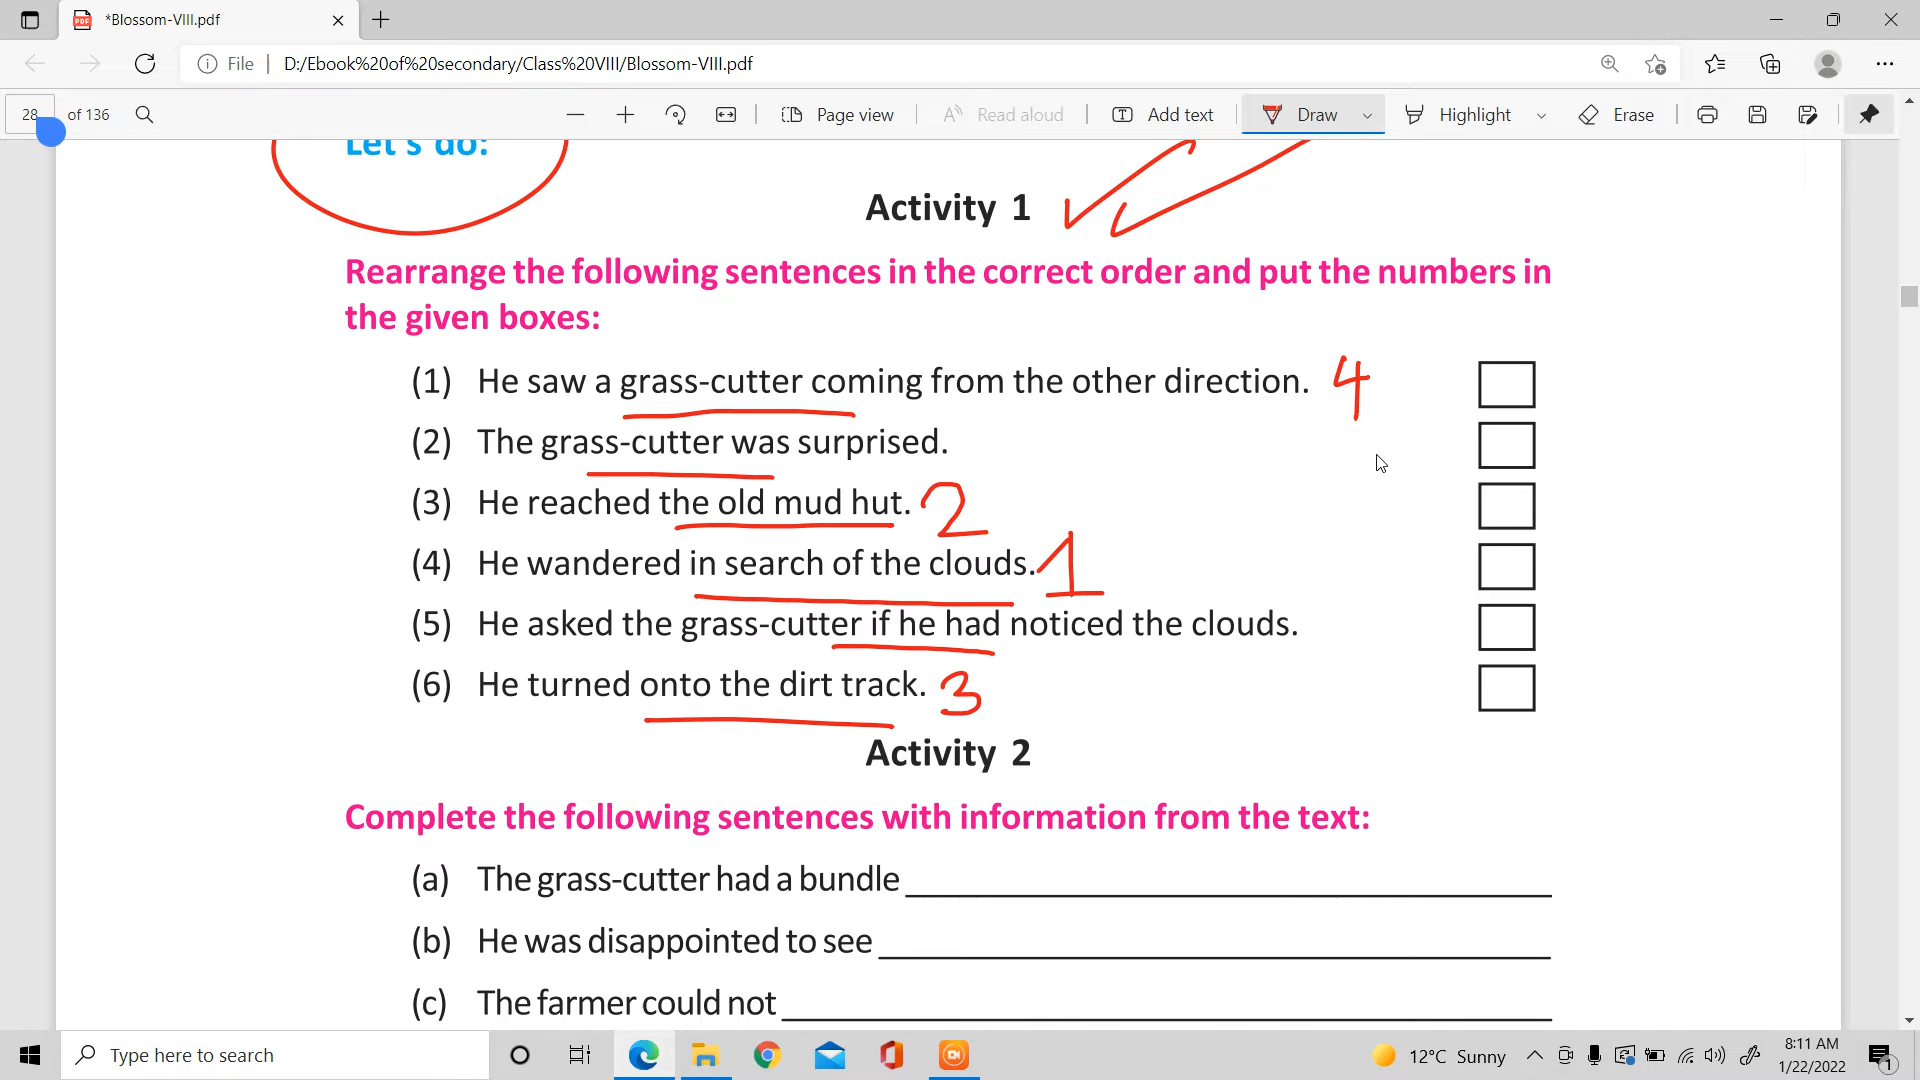 *Blossom-VIII.pdf
File D:/Ebook%20of%20secondary/Class%20VIII/Blossom-VIII.pdf
28 of 136 Page view Read aloud Add text Draw Highlight Erase
Let's do:
Activity 1
Rearrange the following sentences in the correct order and put the numbers in
the given boxes:
(1) He saw a grass-cutter coming from the other direction. 4
(2) The grass-cutter was surprised.
(3) He reached the old mud hut. 2
(4) He wandered in search of the clouds. 1
(5) He asked the grass-cutter if he had noticed the clouds.
(6) He turned onto the dirt track. 3
Activity 2
Complete the following sentences with information from the text:
(a) The grass-cutter had a bundle
(b) He was disappointed to see
(c) The farmer could not
Type here to search 12°C Sunny 8:11 AM
1/22/2022 1